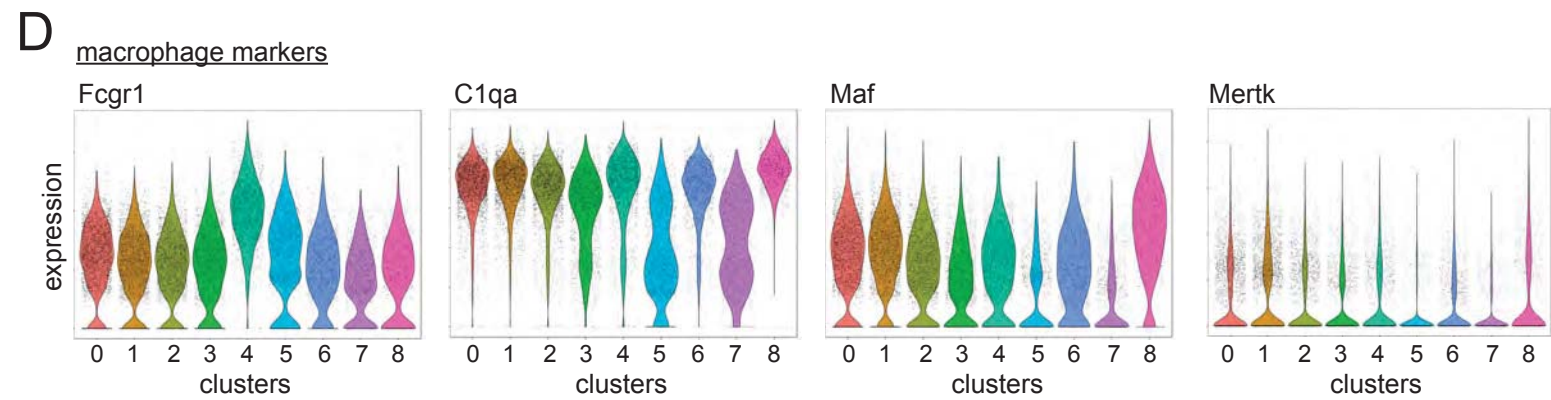 D
macrophage markers
Fcgr1
C1qa
Maf
Mertk
expression
0 1 2 3 4 5 6 7 8
0 1 2 3 4 5 6 7 8
0 1 2 3 4 5 6 7 8
0 1 2 3 4 5 6 7 8
clusters
clusters
clusters
clusters